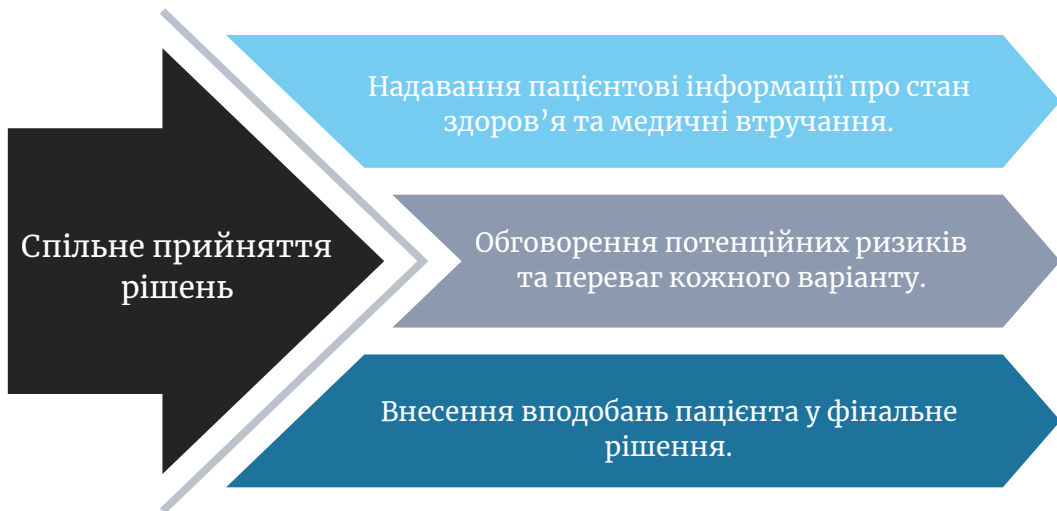 Спільне прийняття
рішень
Надавання пацієнтові інформації про стан
здоров’я та медичні втручання.
Обговорення потенційних ризиків
та переваг кожного варіанту.
Внесення вподобань пацієнта у фінальне
рішення.